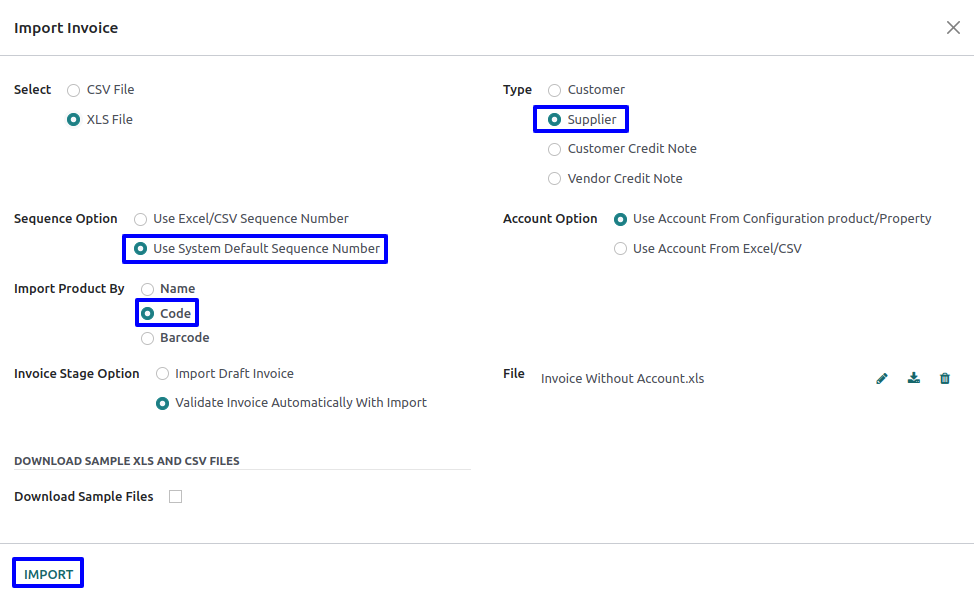 Import Invoice
Select
CSV File
XLS File
Type
Customer
Supplier
Customer Credit Note
Vendor Credit Note
Sequence Option
Use Excel/CSV Sequence Number
Use System Default Sequence Number
Account Option
Use Account From Configuration product/Property
Use Account From Excel/CSV
Import Product By
Name
Code
Barcode
Invoice Stage Option
Import Draft Invoice
Validate Invoice Automatically With Import
File
Invoice Without Account.xls
DOWNLOAD SAMPLE XLS AND CSV FILES
Download Sample Files
IMPORT